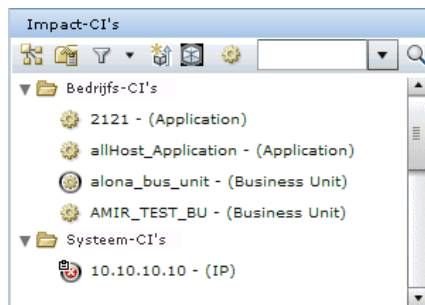 Impact-CI's
Bedrijfs-CI's
2121 - (Application)
allHost_Application - (Application)
alona_bus_unit - (Business Unit)
AMIR_TEST_BU - (Business Unit)
Systeem-CI's
10.10.10.10 - (IP)